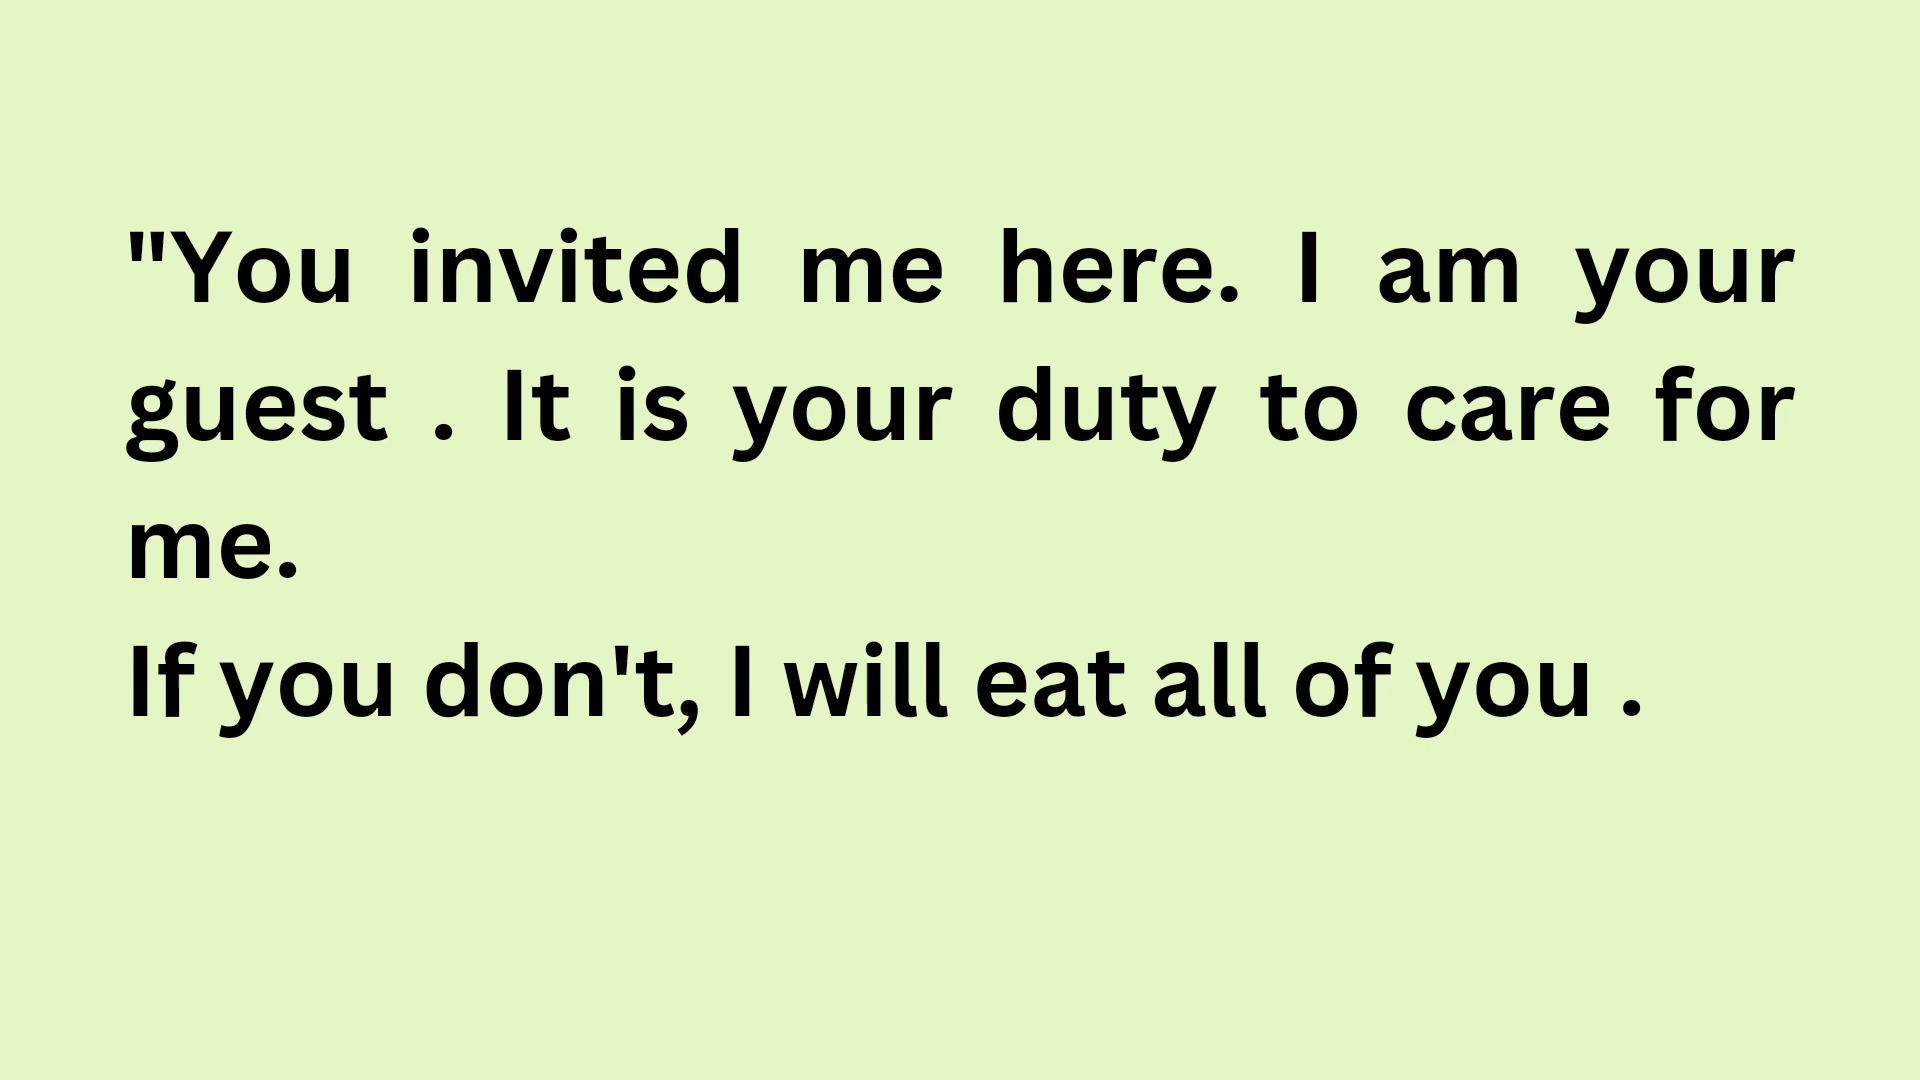 "You invited me here. I am your
guest . It is your duty to care for
me.
If you don't, I will eat all of you .